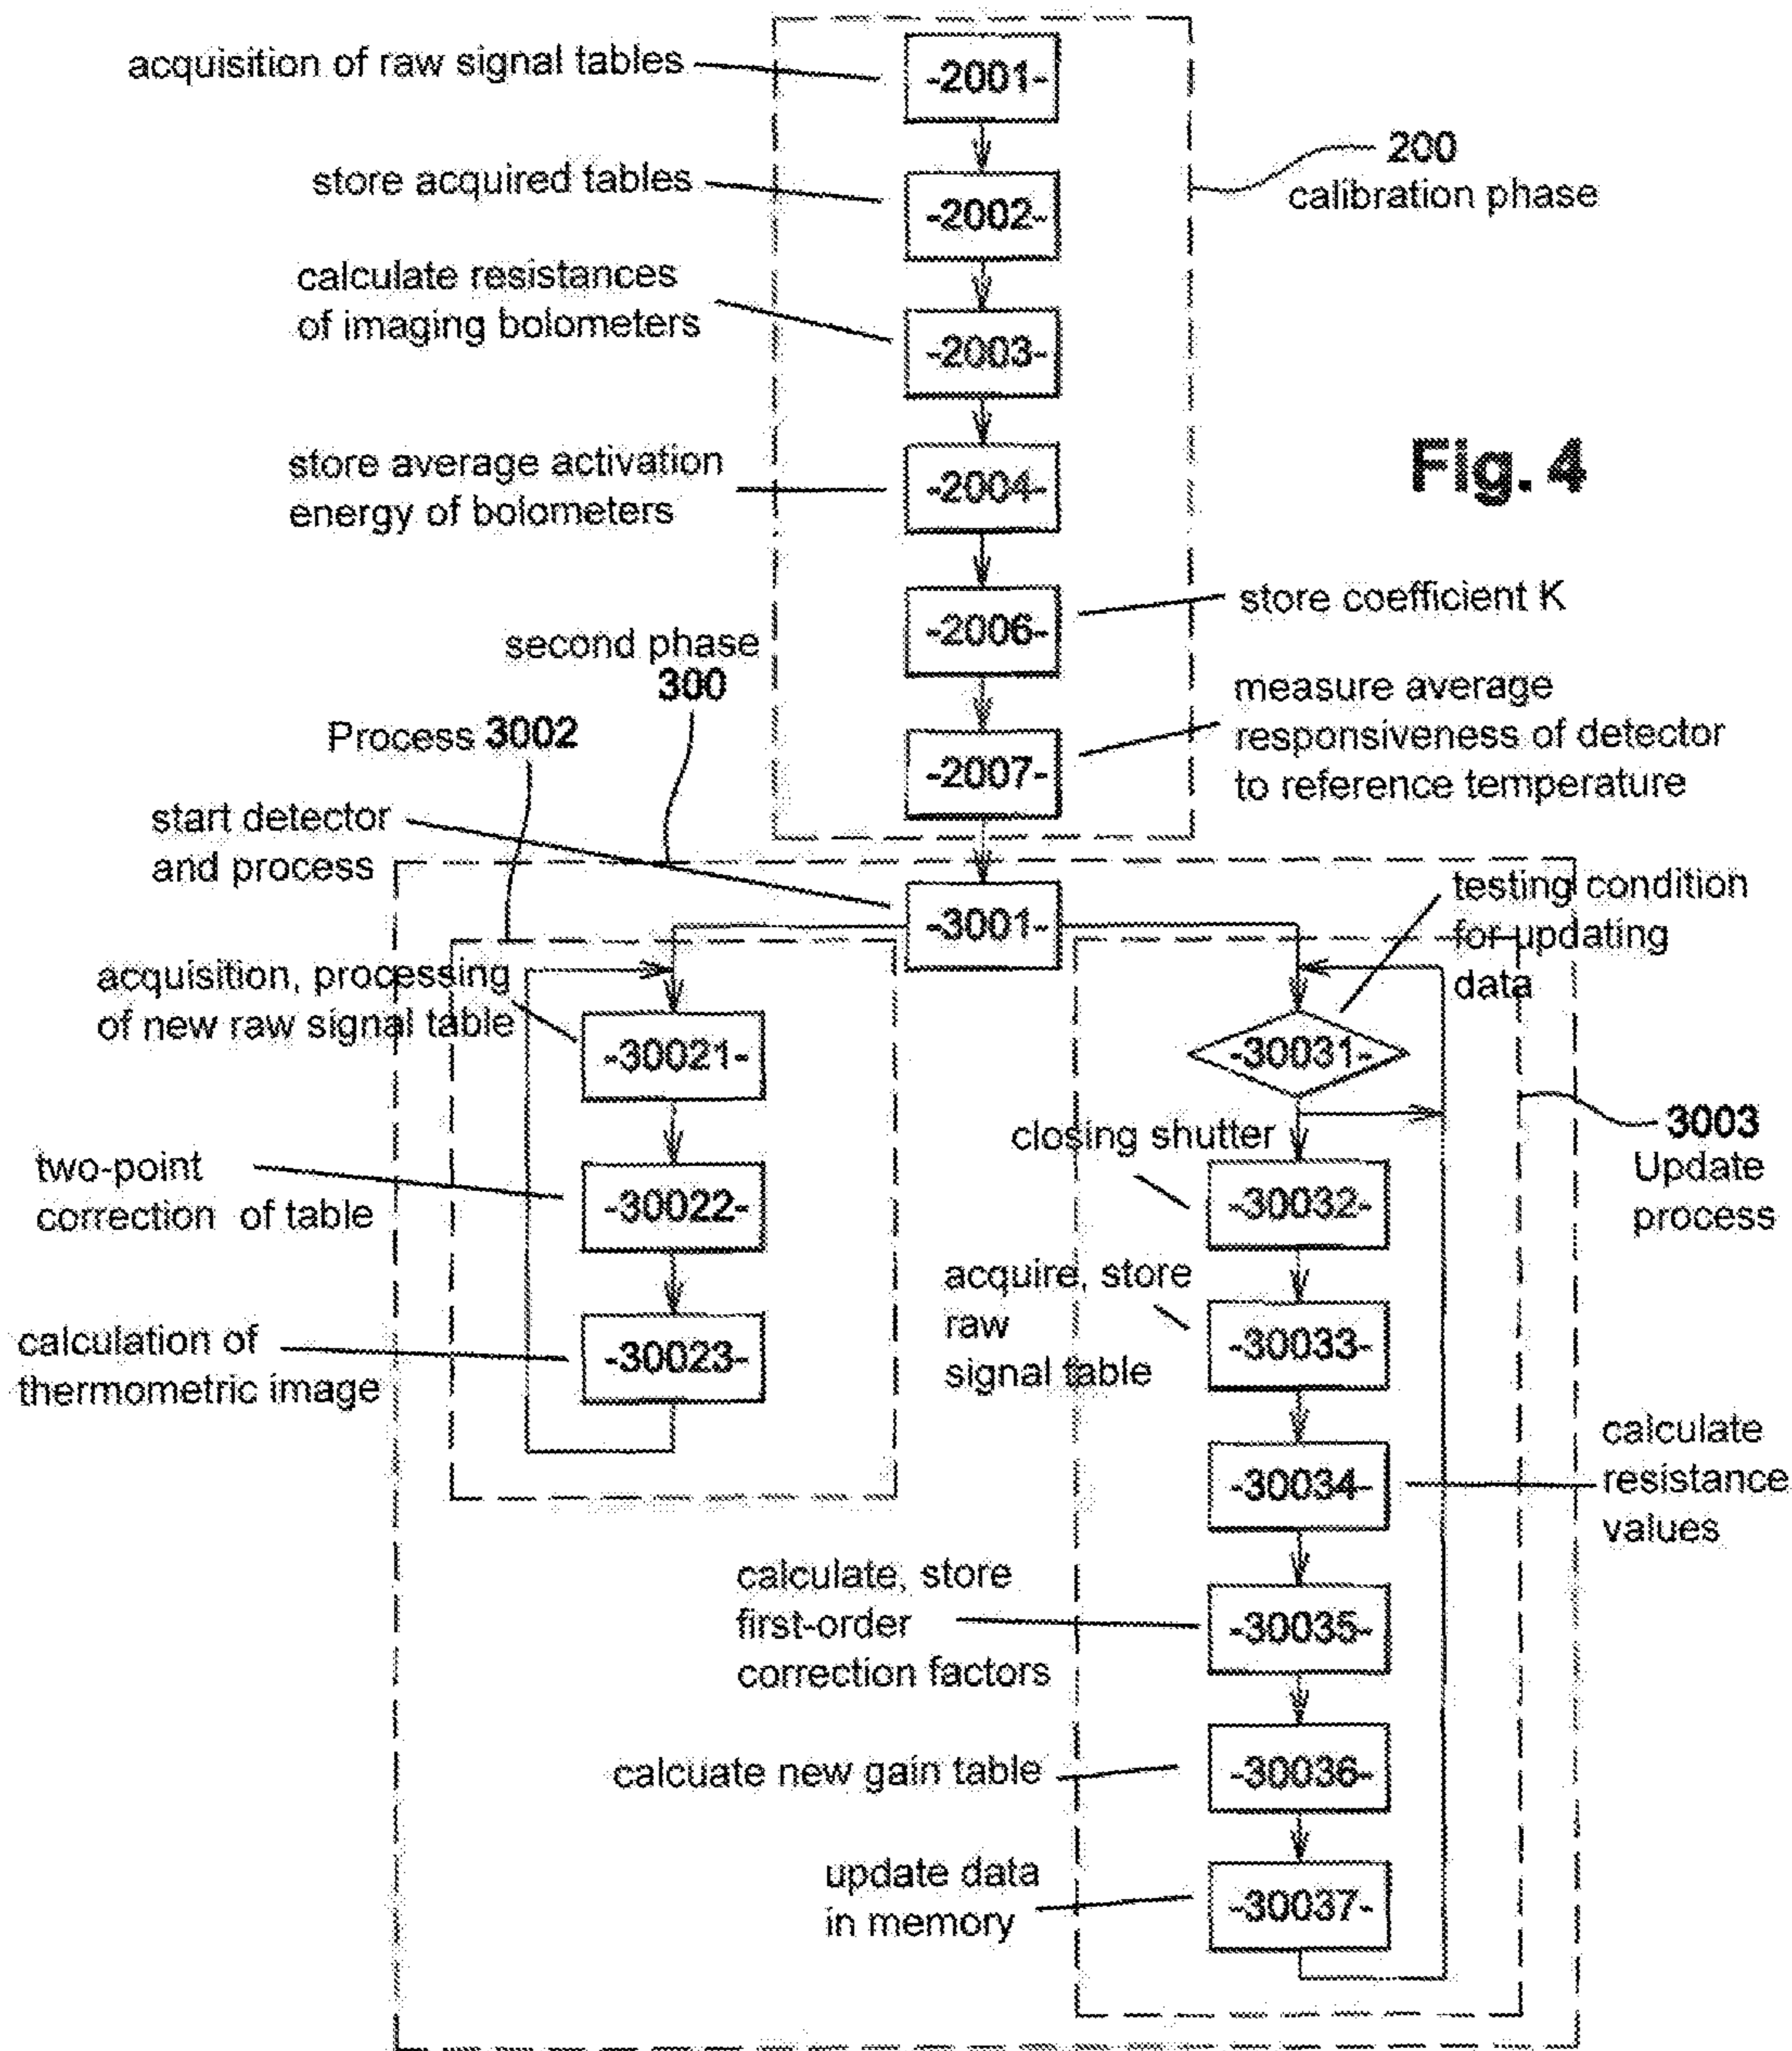 acquisition of raw signal tables
-2001-
store acquired tables
-2002-
200
calibration phase
calculate resistances
of imaging bolometers
-2003-
Fig. 4
store average activation
energy of bolometers
-2004-
-2006-
store coefficient K
second phase
300
measure average
responsiveness of detector
to reference temperature
-2007-
Process 3002
start detector
and process
-3001-
testing condition
for updating
data
acquisition, processing
of new raw signal table
-30021-
-30031-
closing shutter
3003
Update
process
two-point
correction of table
-30022-
-30032-
acquire, store
raw
signal table
-30033-
calculation of
thermometric image
-30023-
-30034-
calculate
resistance
values
calculate, store
first-order
correction factors
-30035-
calcuate new gain table
-30036-
update data
in memory
-30037-